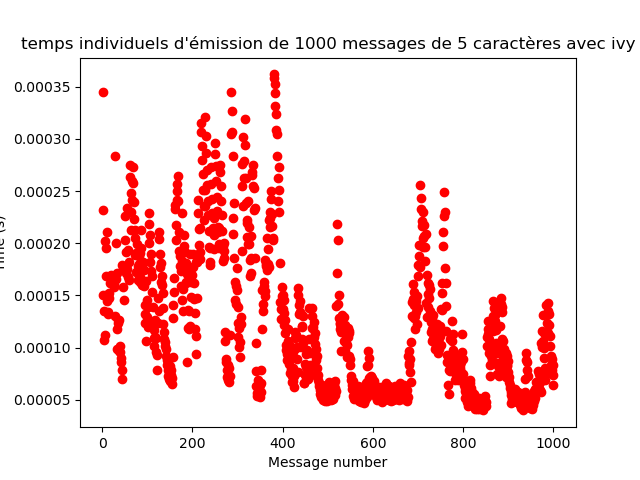 temps individuels d'émission de 1000 messages de 5 caractères avec ivy
0.00035
0.00030
0.00025
0.00020
0.00015
0.00010
0.00005
Time (s)
0 200 400 600 800 1000
Message number